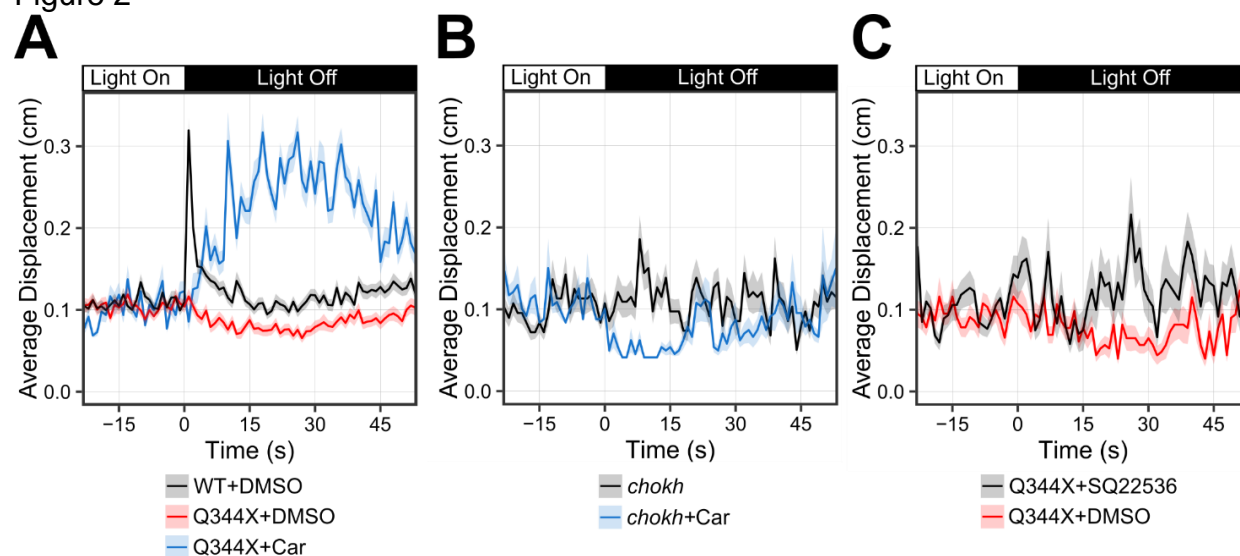 Figure 2
A
B
C
Light On
Light Off
Light On
Light Off
Light On
Light Off
Average Displacement (cm)
0.3
0.2
0.1
0.0
−15
0
15
30
45
Time (s)
WT+DMSO
Q344X+DMSO
Q344X+Car
Average Displacement (cm)
0.3
0.2
0.1
0.0
−15
0
15
30
45
Time (s)
chokh
chokh+Car
Average Displacement (cm)
0.3
0.2
0.1
0.0
−15
0
15
30
45
Time (s)
Q344X+SQ22536
Q344X+DMSO